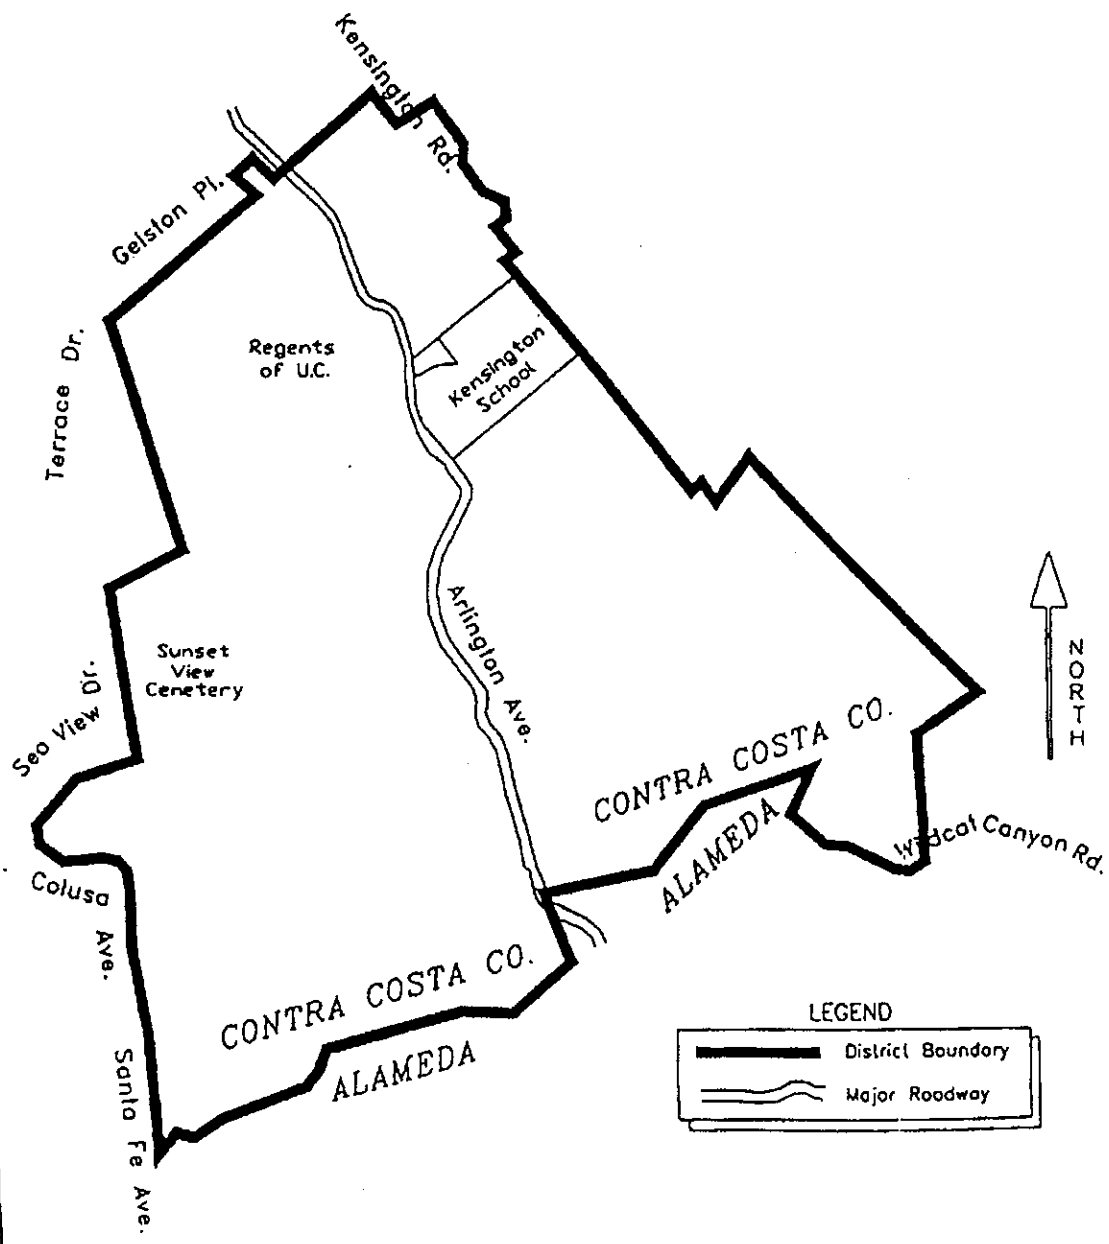 Kensington Rd.
Gelston Pl.
Terrace Dr.
Regents
of U.C.
Kensington
School
Arlington Ave.
Sunset
View
Cenetery
Sea View Dr.
NORTH
CONTRA COSTA CO.
ALAMEDA
Wildcat Canyon Rd.
Colusa Ave.
CONTRA COSTA CO.
ALAMEDA
Santa Fe Ave.
LEGEND
District Boundary
Major Roadway